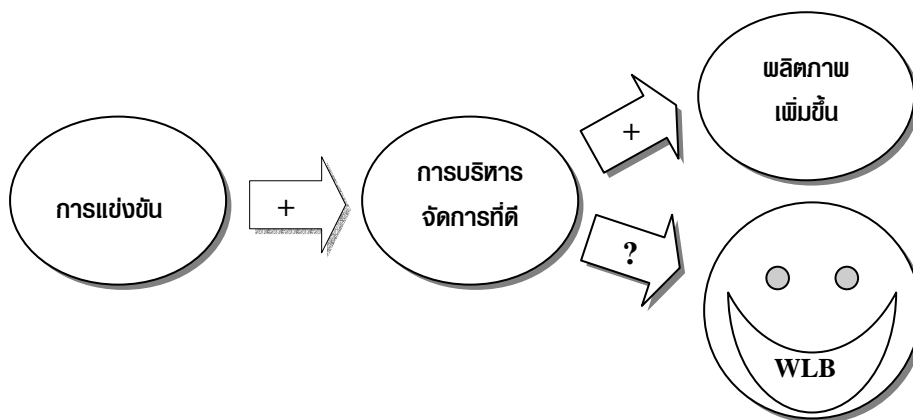 การแข่งขัน
+
การบริหาร
จัดการที่ดี
+
ผลิตภาพ
เพิ่มขึ้น
?
WLB